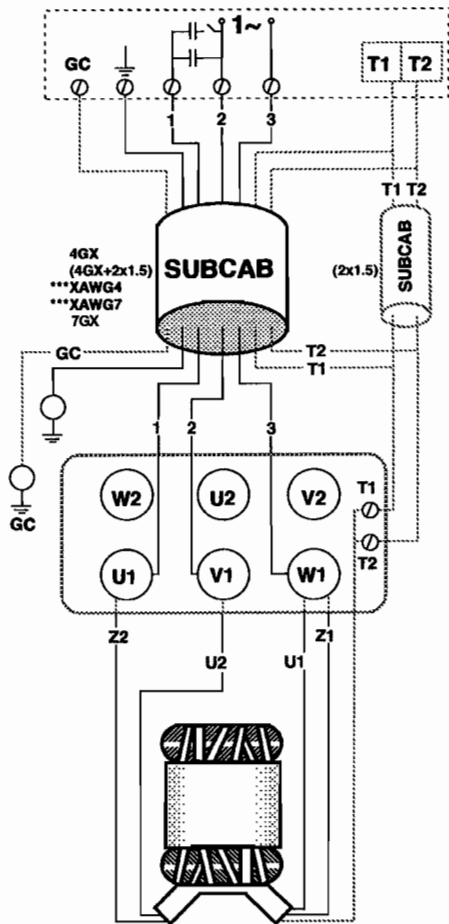 1~
GC
T1 T2
1 2 3
T1 T2
4GX
(4GX+2x1.5)
***XAWG4
***XAWG7
7GX
SUBCAB
(2x1.5)
SUBCAB
GC
T2
T1
1 2 3
GC
W2 U2 V2
T1
U1 V1 W1
T2
Z2
U2
U1
Z1